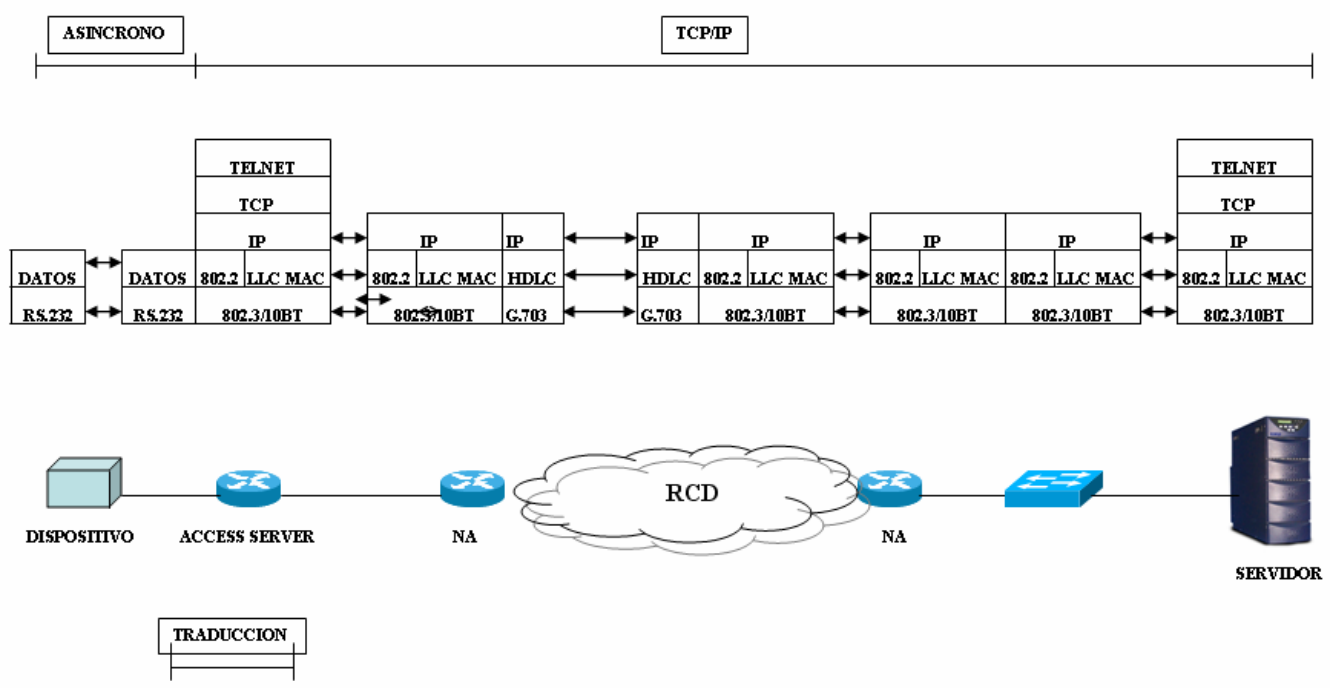 ASINCRONO TCP/IP
TELNET TELNET
TCP TCP
IP IP IP IP IP IP IP IP
DATOS DATOS 802.2 LLC MAC 802.2 LLC MAC HDLC HDLC 802.2 LLC MAC 802.2 LLC MAC 802.2 LLC MAC 802.2 LLC MAC
RS.232 RS.232 802.3/10BT 802.3/10BT G.703 G.703 802.3/10BT 802.3/10BT 802.3/10BT 802.3/10BT
RCD
DISPOSITIVO ACCESS SERVER NA NA
SERVIDOR
TRADUCCION